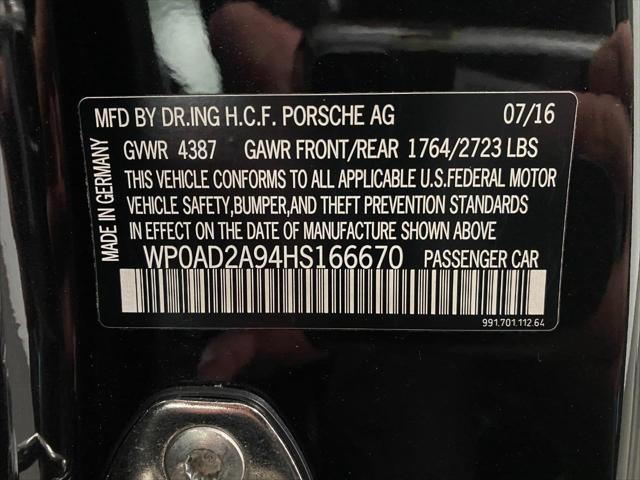 MFD BY DR.ING H.C.F. PORSCHE AG 07/16
MADE IN GERMANY
GVWR 4387 GAWR FRONT/REAR 1764/2723 LBS
THIS VEHICLE CONFORMS TO ALL APPLICABLE U.S.FEDERAL MOTOR
VEHICLE SAFETY,BUMPER,AND THEFT PREVENTION STANDARDS
IN EFFECT ON THE DATE OF MANUFACTURE SHOWN ABOVE.
WP0AD2A94HS166670 PASSENGER CAR
991.701.112.64